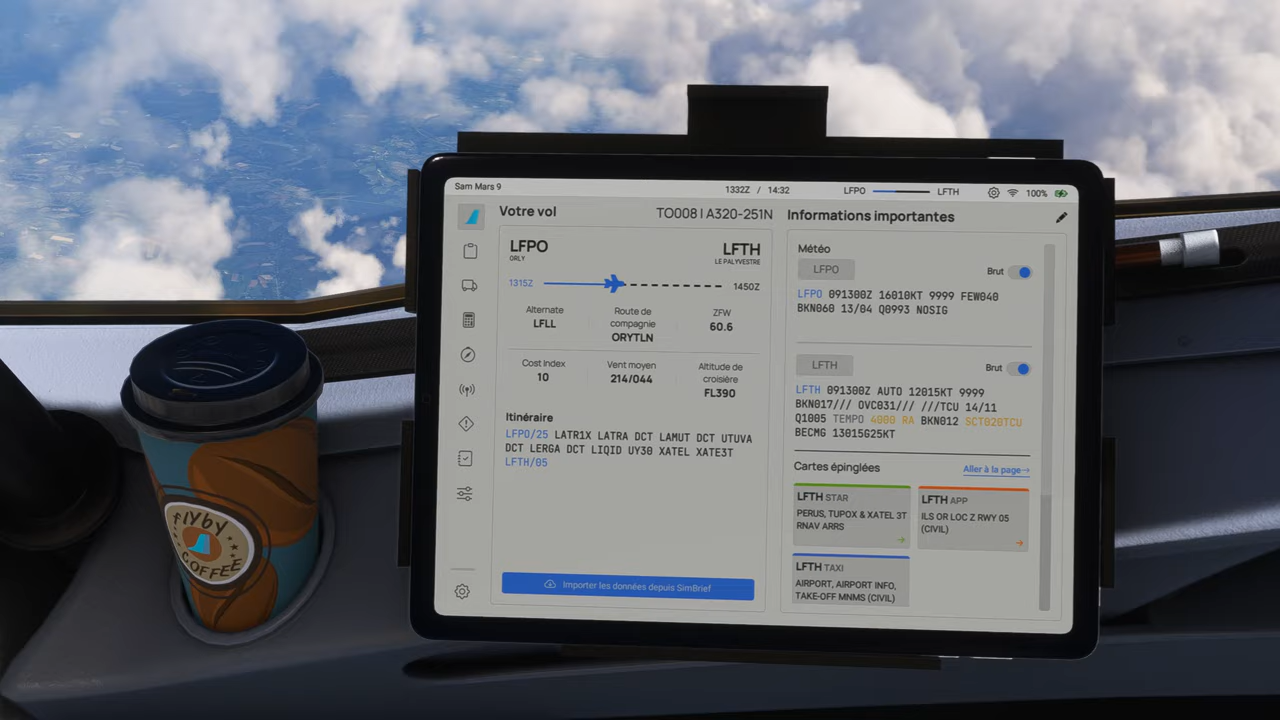 Sam Mars 9
1332Z / 14:32
LFPO
LFTH
100%
Votre vol
TO008 | A320-251N
LFPO
ORLY
LFTH
LE PALYVESTRE
1315Z
1450Z
Alternate
LFLL
Route de
compagnie
ORYTLN
ZFW
60.6
Cost Index
10
Vent moyen
214/044
Altitude de
croisière
FL390
Itinéraire
LFPO/25 LATR1X LATRA DCT LAMUT DCT UTUVA
DCT LERGA DCT LIQID UY30 XATEL XATE3T
LFTH/05
Importer les données depuis SimBrief
Informations importantes
Météo
LFPO
Brut
LFPO 091300Z 16010KT 9999 FEW040
BKN060 13/04 Q0993 NOSIG
LFTH
Brut
LFTH 091300Z AUTO 12015KT 9999
BKN017/// OVC031/// ///TCU 14/11
Q1005 TEMPO 4000 RA BKN012 SCT020TCU
BECMG 13015G25KT
Cartes épinglées
Aller à la page→
LFTH STAR
PERUS, TUPOX & XATEL 3T
RNAV ARRS
LFTH APP
ILS OR LOC Z RWY 05
(CIVIL)
LFTH TAXI
AIRPORT, AIRPORT INFO,
TAKE-OFF MNMS (CIVIL)
flyby
COFFEE